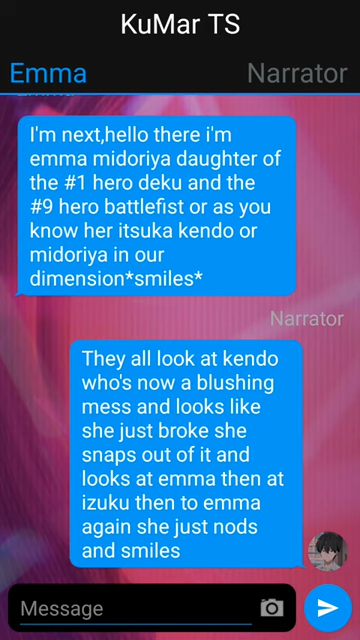 KuMar TS
Emma Narrator
I'm next,hello there i'm
emma midoriya daughter of
the #1 hero deku and the
#9 hero battlefist or as you
know her itsuka kendo or
midoriya in our
dimension*smiles*
Narrator
They all look at kendo
who's now a blushing
mess and looks like
she just broke she
snaps out of it and
looks at emma then at
izuku then to emma
again she just nods
and smiles
Message